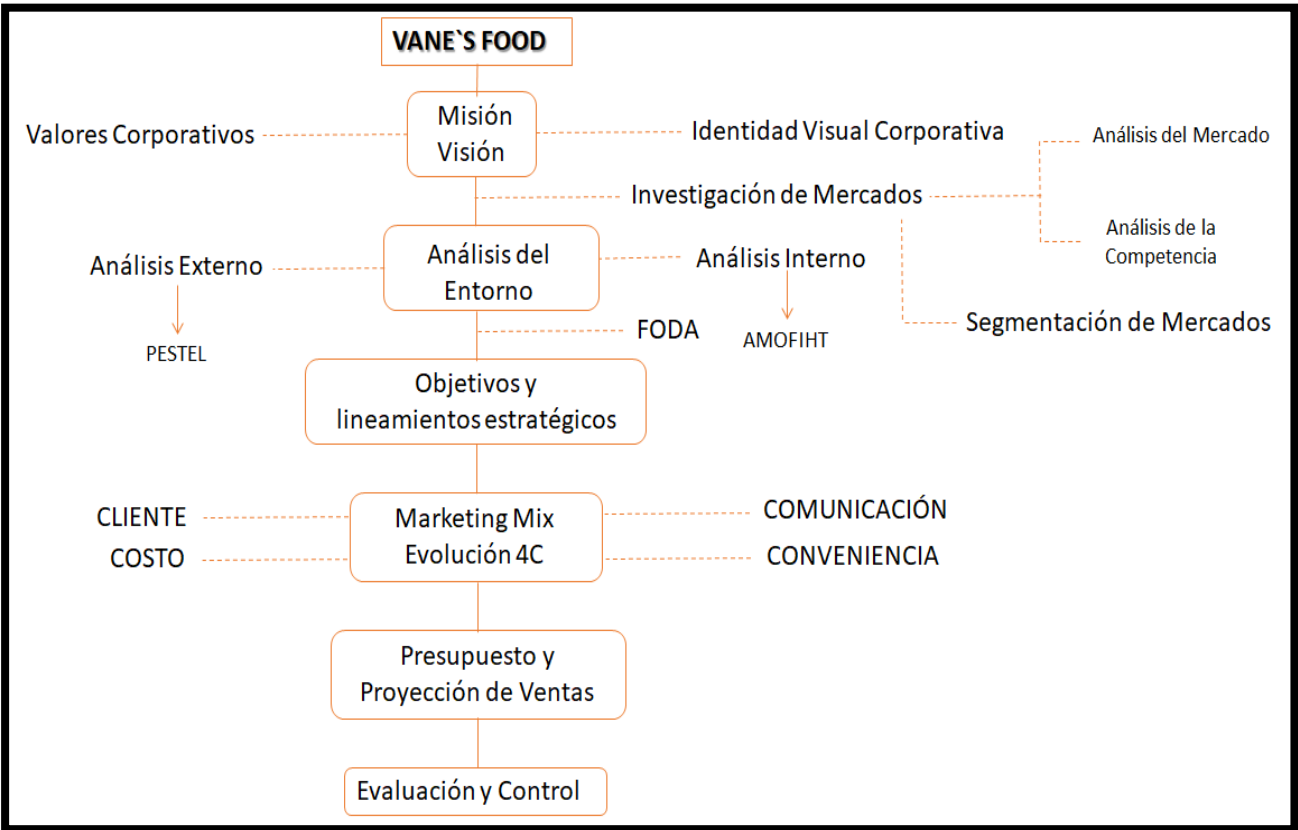 VANE`S FOOD
Misión
Visión
Valores Corporativos
Identidad Visual Corporativa
Análisis del Mercado
Investigación de Mercados
Análisis de la
Competencia
Análisis del
Entorno
Análisis Externo
Análisis Interno
PESTEL
FODA
AMOFIHT
Segmentación de Mercados
Objetivos y
lineamientos estratégicos
CLIENTE
COSTO
Marketing Mix
Evolución 4C
COMUNICACIÓN
CONVENIENCIA
Presupuesto y
Proyección de Ventas
Evaluación y Control